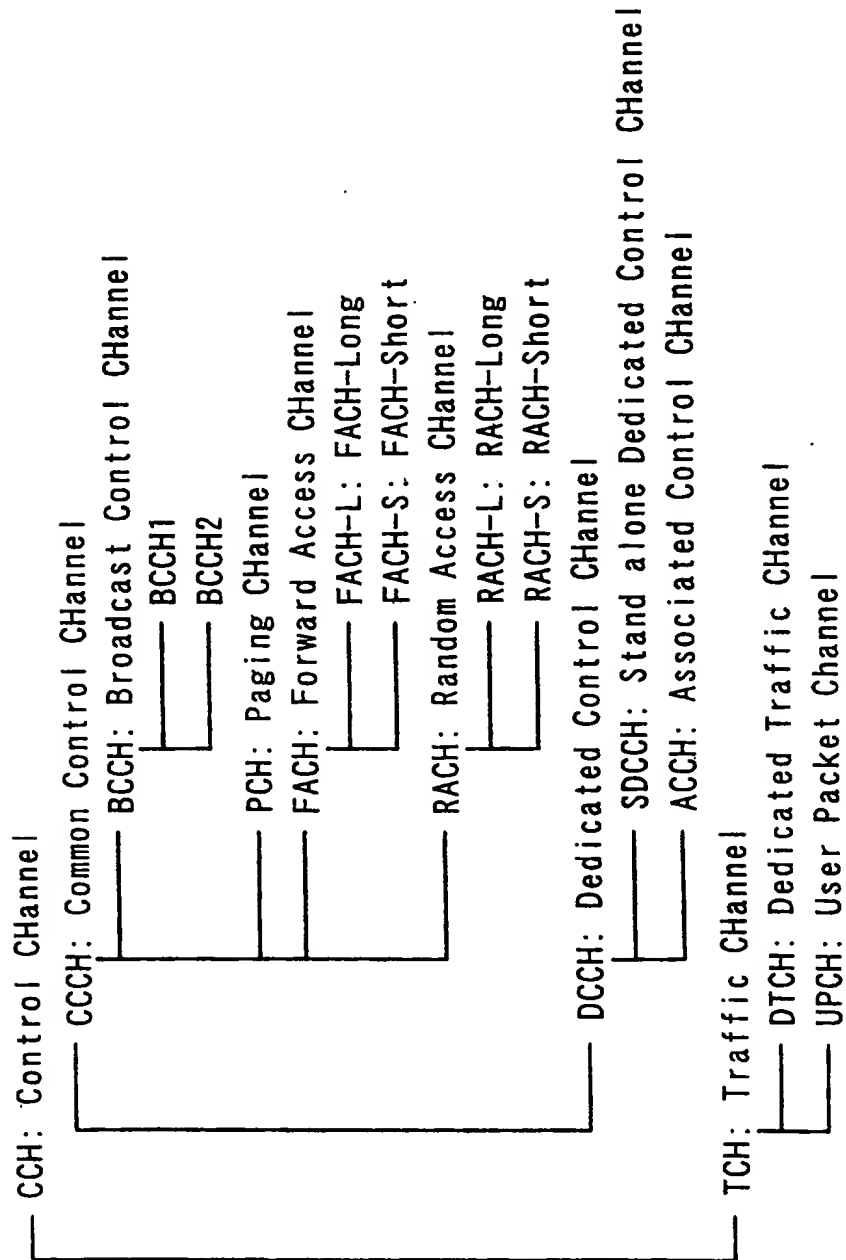 CCH: Control CHannel
CCCH: Common Control CHannel
BCCH: Broadcast Control CHannel
BCCH1
BCCH2
PCH: Paging CHannel
FACH: Forward Access CHannel
FACH-L: FACH-Long
FACH-S: FACH-Short
RACH: Random Access CHannel
RACH-L: RACH-Long
RACH-S: RACH-Short
DCCH: Dedicated Control CHannel
SDCCH: Stand alone Dedicated Control CHannel
ACCH: Associated Control CHannel
TCH: Traffic CHannel
DTCH: Dedicated Traffic CHannel
UPCH: User Packet Channel